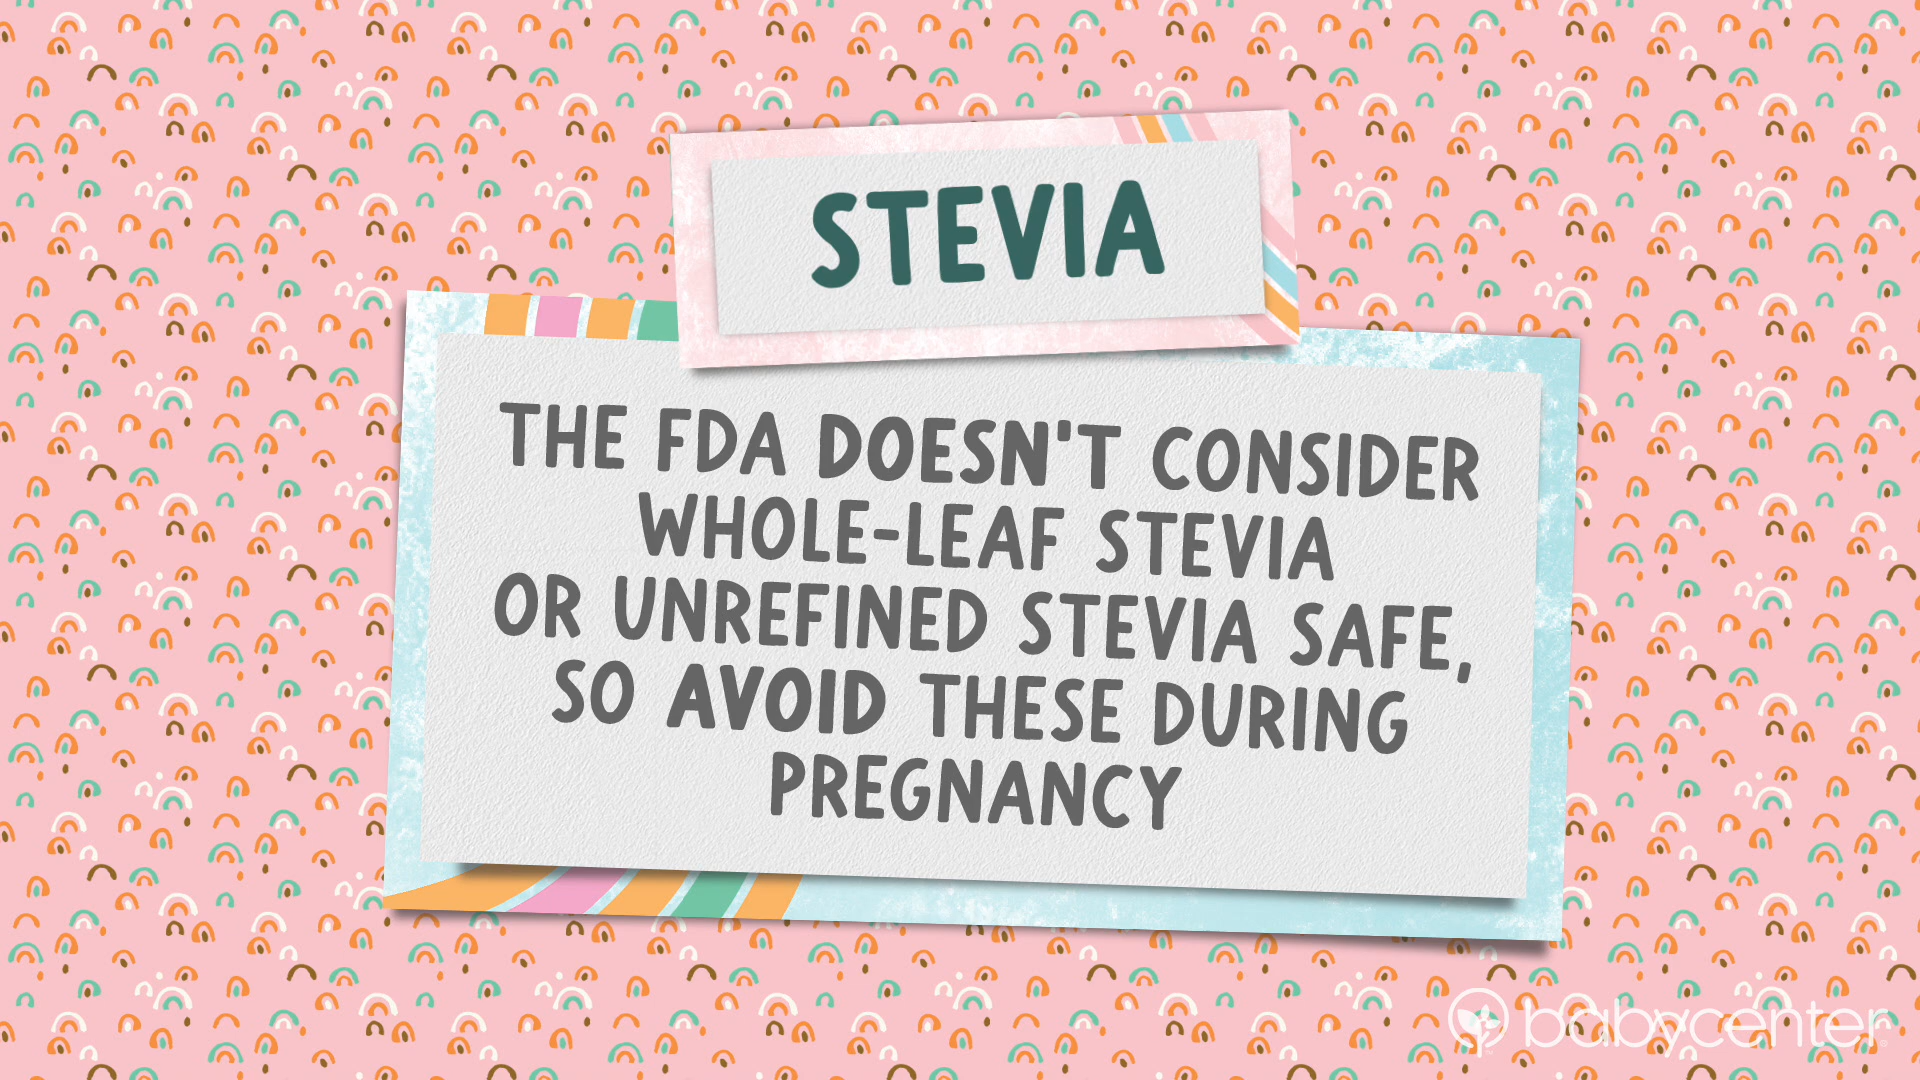 STEVIA
THE FDA DOESN'T CONSIDER
WHOLE-LEAF STEVIA
OR UNREFINED STEVIA SAFE,
SO AVOID THESE DURING
PREGNANCY
babycenter